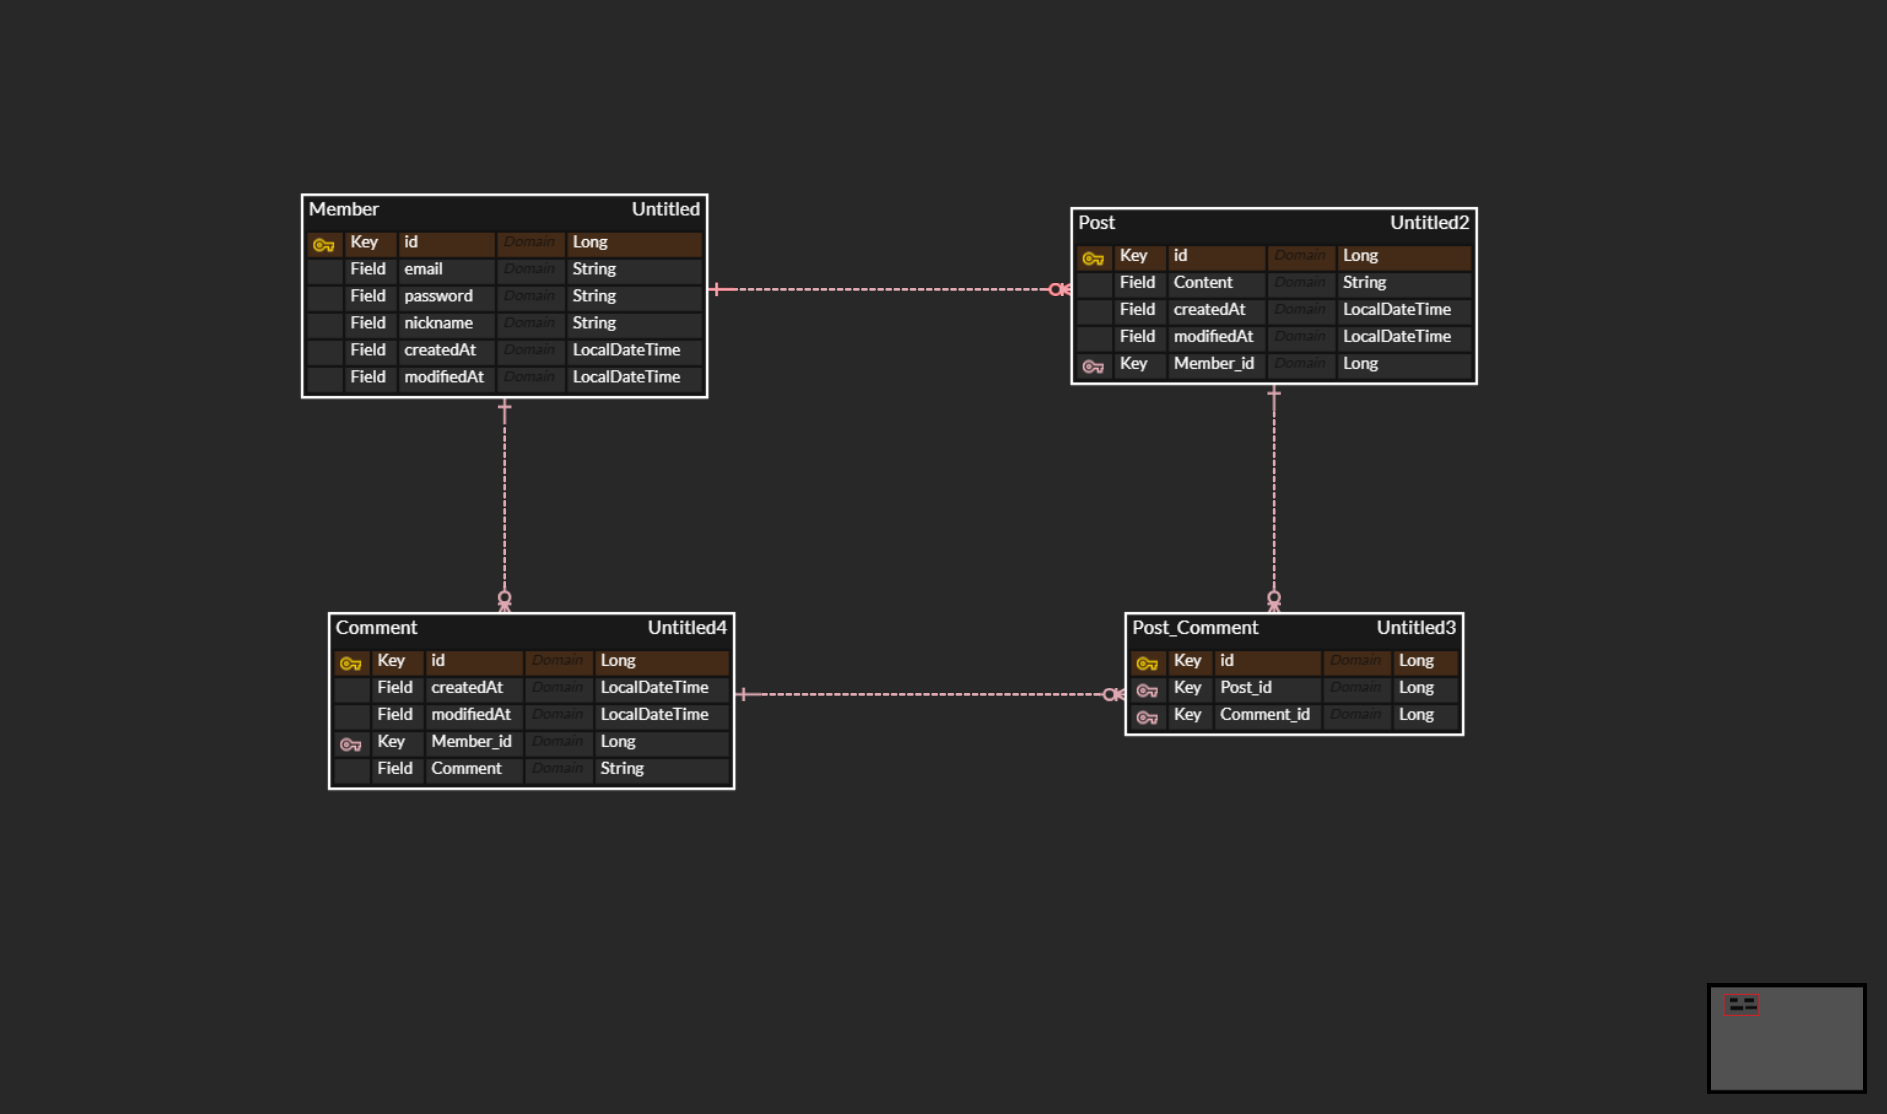 Member Untitled
Key id Domain Long
Field email Domain String
Field password Domain String
Field nickname Domain String
Field createdAt Domain LocalDateTime
Field modifiedAt Domain LocalDateTime
Post Untitled2
Key id Domain Long
Field Content Domain String
Field createdAt Domain LocalDateTime
Field modifiedAt Domain LocalDateTime
Key Member_id Domain Long
Comment Untitled4
Key id Domain Long
Field createdAt Domain LocalDateTime
Field modifiedAt Domain LocalDateTime
Key Member_id Domain Long
Field Comment Domain String
Post_Comment Untitled3
Key id Domain Long
Key Post_id Domain Long
Key Comment_id Domain Long